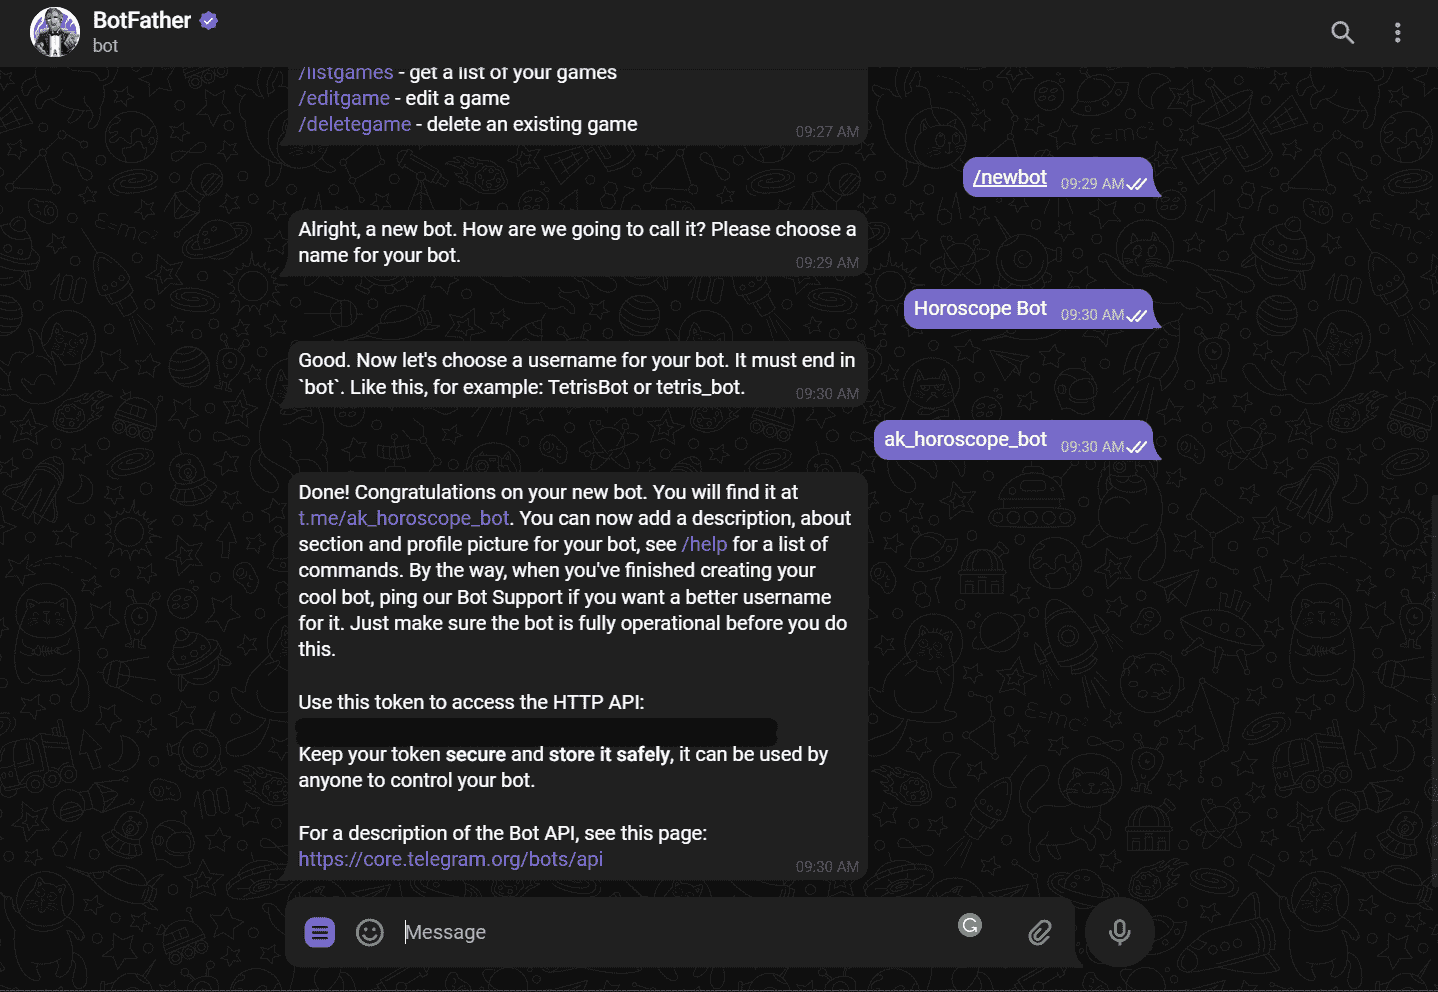 BotFather
bot
/listgames - get a list of your games
/editgame - edit a game
/deletegame - delete an existing game
09:27 AM
/newbot 09:29 AM
Alright, a new bot. How are we going to call it? Please choose a
name for your bot.
09:29 AM
Horoscope Bot 09:30 AM
Good. Now let's choose a username for your bot. It must end in
`bot`. Like this, for example: TetrisBot or tetris_bot.
09:30 AM
ak_horoscope_bot 09:30 AM
Done! Congratulations on your new bot. You will find it at
t.me/ak_horoscope_bot. You can now add a description, about
section and profile picture for your bot, see /help for a list of
commands. By the way, when you've finished creating your
cool bot, ping our Bot Support if you want a better username
for it. Just make sure the bot is fully operational before you do
this.
Use this token to access the HTTP API:
Keep your token secure and store it safely, it can be used by
anyone to control your bot.
For a description of the Bot API, see this page:
https://core.telegram.org/bots/api
09:30 AM
Message